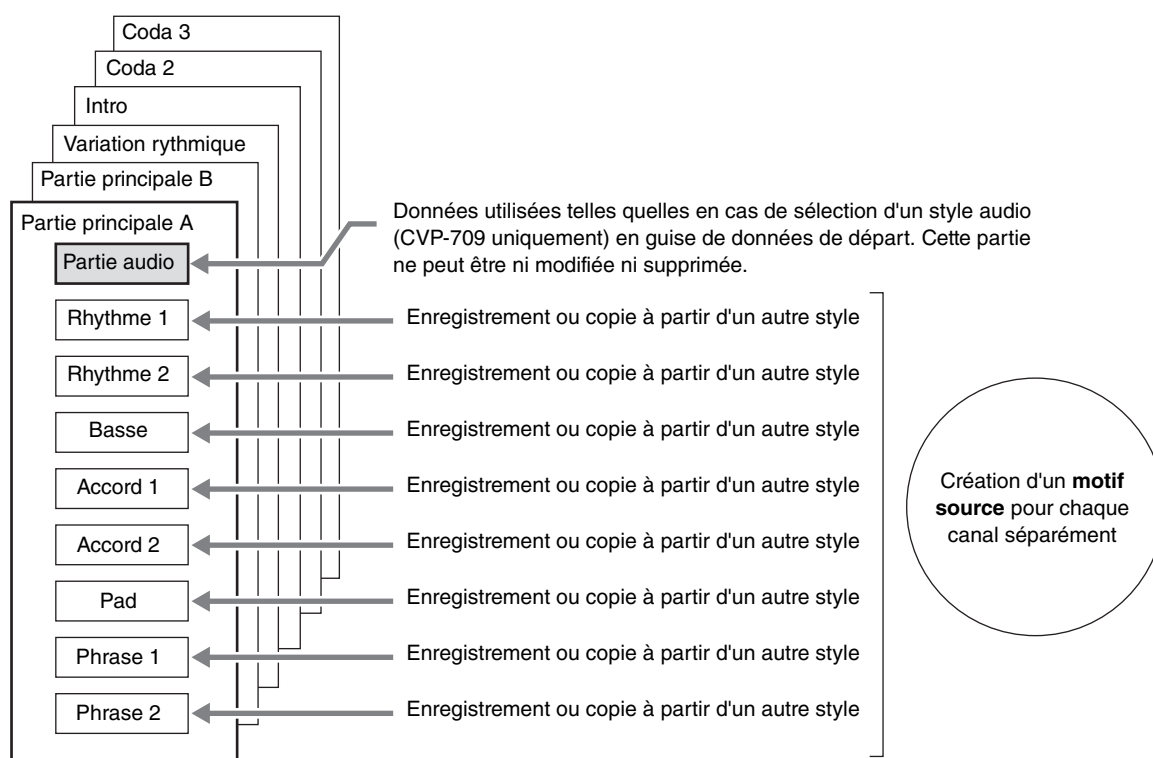 Coda 3
Coda 2
Intro
Variation rythmique
Partie principale B
Partie principale A
Partie audio
Données utilisées telles quelles en cas de sélection d'un style audio
(CVP-709 uniquement) en guise de données de départ. Cette partie
ne peut être ni modifiée ni supprimée.
Rhythme 1
Enregistrement ou copie à partir d'un autre style
Rhythme 2
Enregistrement ou copie à partir d'un autre style
Basse
Enregistrement ou copie à partir d'un autre style
Accord 1
Enregistrement ou copie à partir d'un autre style
Accord 2
Enregistrement ou copie à partir d'un autre style
Pad
Enregistrement ou copie à partir d'un autre style
Phrase 1
Enregistrement ou copie à partir d'un autre style
Phrase 2
Enregistrement ou copie à partir d'un autre style
Création d'un motif
source pour chaque
canal séparément